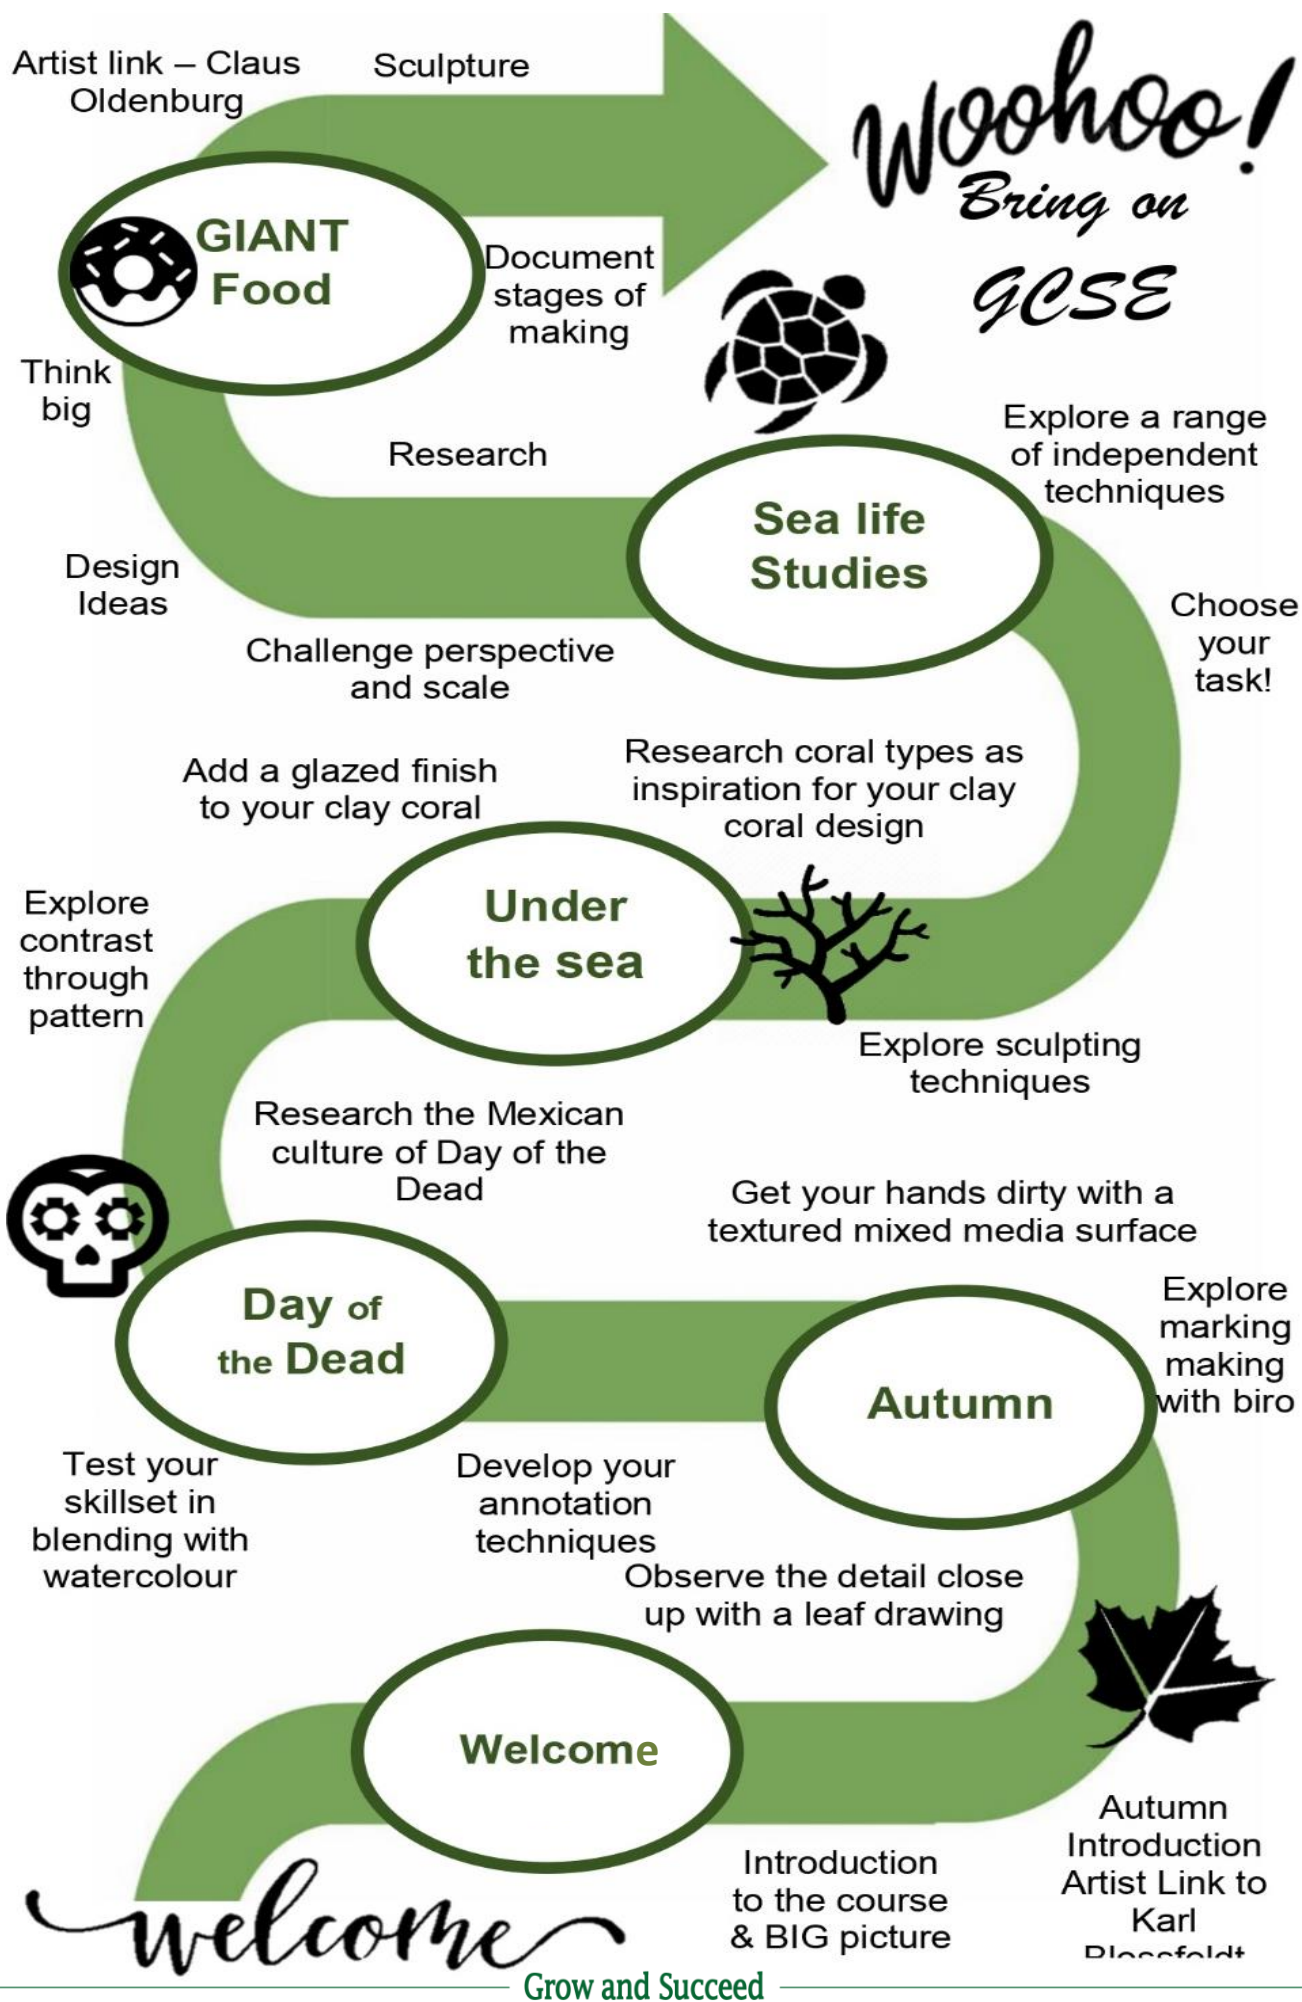 Artist link – Claus
Oldenburg
Sculpture
Woohoo!
Bring on
GCSE
GIANT
Food
Document
stages of
making
Think
big
Research
Explore a range
of independent
techniques
Sea life
Studies
Design
Ideas
Choose
your
task!
Challenge perspective
and scale
Add a glazed finish
to your clay coral
Research coral types as
inspiration for your clay
coral design
Under
the sea
Explore
contrast
through
pattern
Explore sculpting
techniques
Research the Mexican
culture of Day of the
Dead
Get your hands dirty with a
textured mixed media surface
Day of
the Dead
Explore
marking
making
with biro
Autumn
Test your
skillset in
blending with
watercolour
Develop your
annotation
techniques
Observe the detail close
up with a leaf drawing
Welcome
Introduction
to the course
& BIG picture
Autumn
Introduction
Artist Link to
Karl
Blossfeldt
welcome
Grow and Succeed